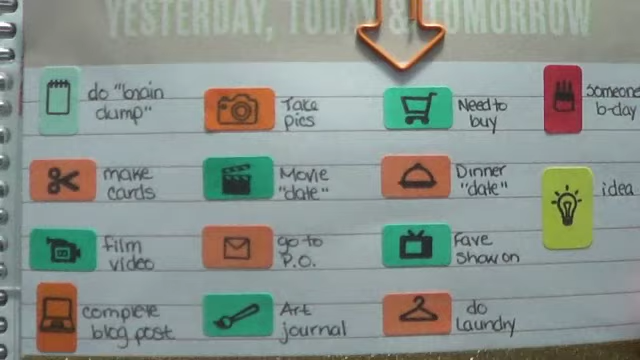 YESTERDAY, TODAY & TOMORROW
do "brain
dump"
Take
pics
Need to
buy
someone
b-day
make
cards
Movie
"date"
Dinner
"date"
idea
film
video
go to
P.O.
Fave
Show on
complete
blog post
Art
journal
do
Laundry